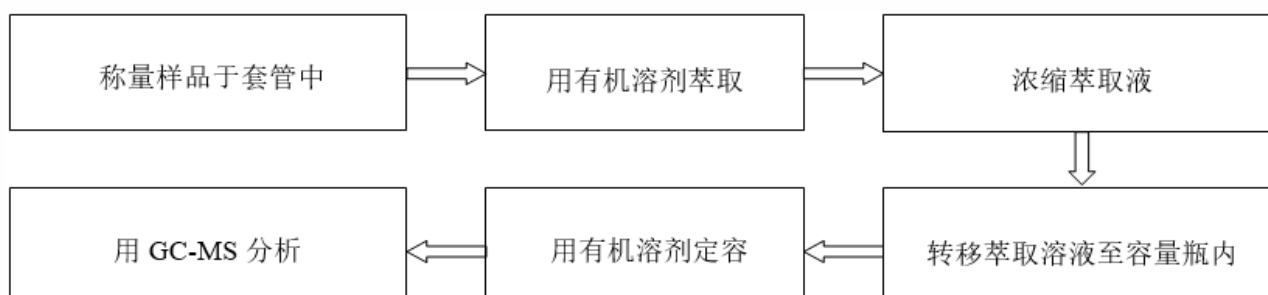 称量样品于套管中
用有机溶剂萃取
浓缩萃取液
转移萃取溶液至容量瓶内
用有机溶剂定容
用 GC-MS 分析